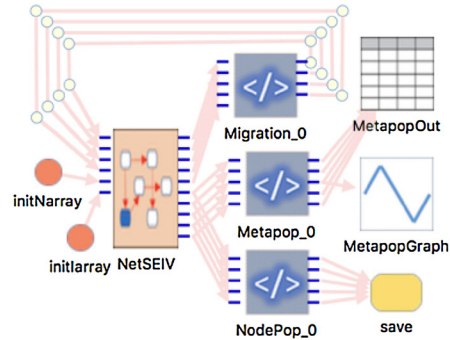 </>
Migration_0
MetapopOut
initNarray
</>
initIarray
NetSEIV
Metapop_0
MetapopGraph
</>
NodePop_0
save